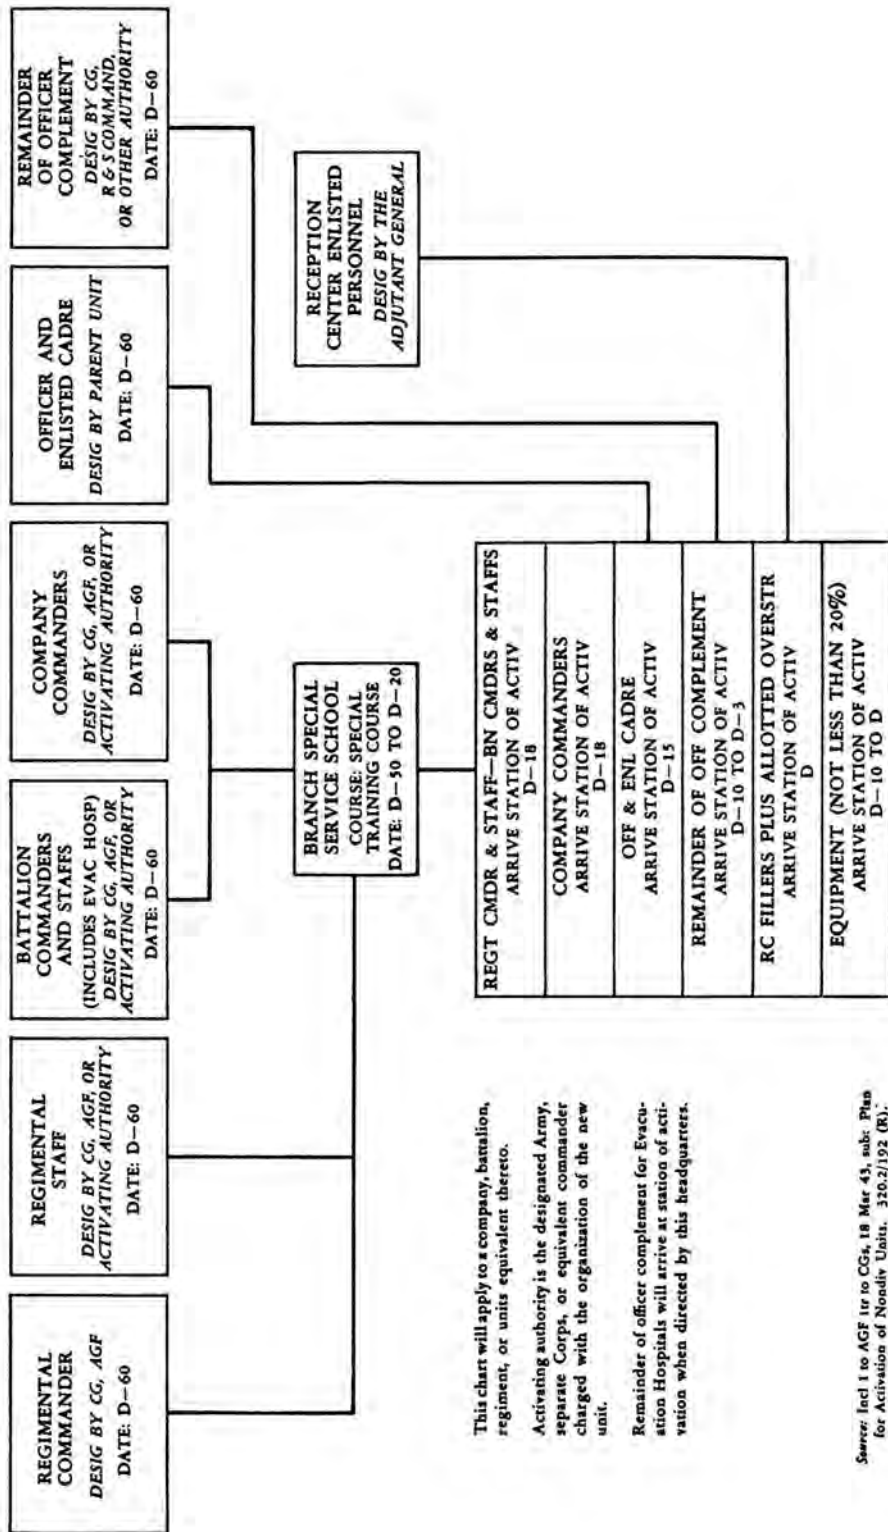 REGIMENTAL
COMMANDER
DESIG BY CG, AGF
DATE: D—60
REGIMENTAL
STAFF
DESIG BY CG, AGF, OR
ACTIVATING AUTHORITY
DATE: D—60
BATTALION
COMMANDERS
AND STAFFS
(INCLUDES EVAC HOSP)
DESIG BY CG, AGF, OR
ACTIVATING AUTHORITY
DATE: D—60
COMPANY
COMMANDERS
DESIG BY CG, AGF, OR
ACTIVATING AUTHORITY
DATE: D—60
OFFICER AND
ENLISTED CADRE
DESIG BY PARENT UNIT
DATE: D—60
REMAINDER
OF OFFICER
COMPLEMENT
DESIG BY CG,
R & S COMMAND,
OR OTHER AUTHORITY
DATE: D—60
BRANCH SPECIAL
SERVICE SCHOOL
COURSE: SPECIAL
TRAINING COURSE
DATE: D—50 TO D—20
RECEPTION
CENTER ENLISTED
PERSONNEL
DESIG BY THE
ADJUTANT GENERAL
REGT CMDR & STAFF—BN CMDRS & STAFFS
ARRIVE STATION OF ACTIV
D—18
COMPANY COMMANDERS
ARRIVE STATION OF ACTIV
D—18
OFF & ENL CADRE
ARRIVE STATION OF ACTIV
D—15
REMAINDER OF OFF COMPLEMENT
ARRIVE STATION OF ACTIV
D—10 TO D—3
RC FILLERS PLUS ALLOTTED OVERSTR
ARRIVE STATION OF ACTIV
D
EQUIPMENT (NOT LESS THAN 20%)
ARRIVE STATION OF ACTIV
D—10 TO D
This chart will apply to a company, battalion,
regiment, or units equivalent thereto.
Activating authority is the designated Army,
separate Corps, or equivalent commander
charged with the organization of the new
unit.
Remainder of officer complement for Evacu-
ation Hospitals will arrive at station of acti-
vation when directed by this headquarters.
Source: Incl 1 to AGF ltr to CGs, 18 Mar 43, subt Plan
for Activation of Nondiv Units. 320.2/192 (R).